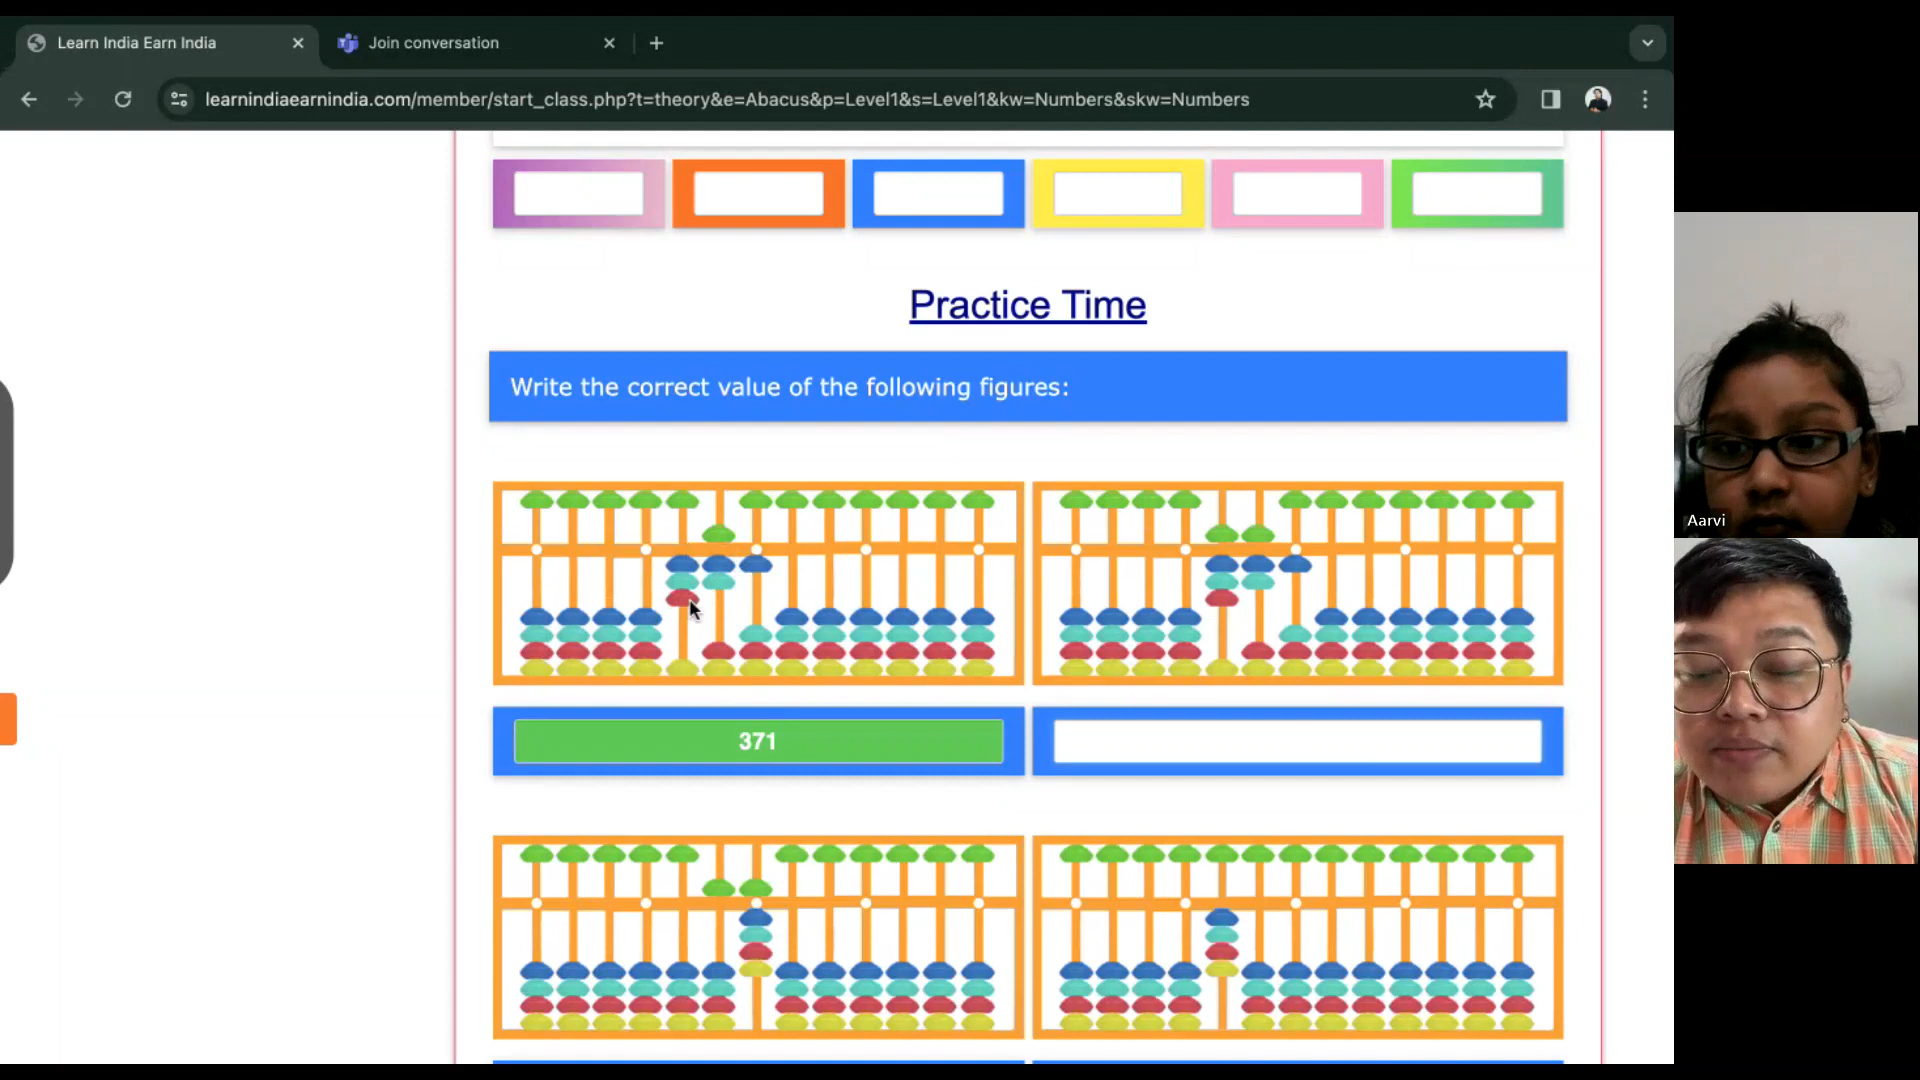 Learn India Earn India
Join conversation
learnindiaearnindia.com/member/start_class.php?t=theory&e=Abacus&p=Level1&s=Level1&kw=Numbers&skw=Numbers
Practice Time
Write the correct value of the following figures:
371
Aarvi